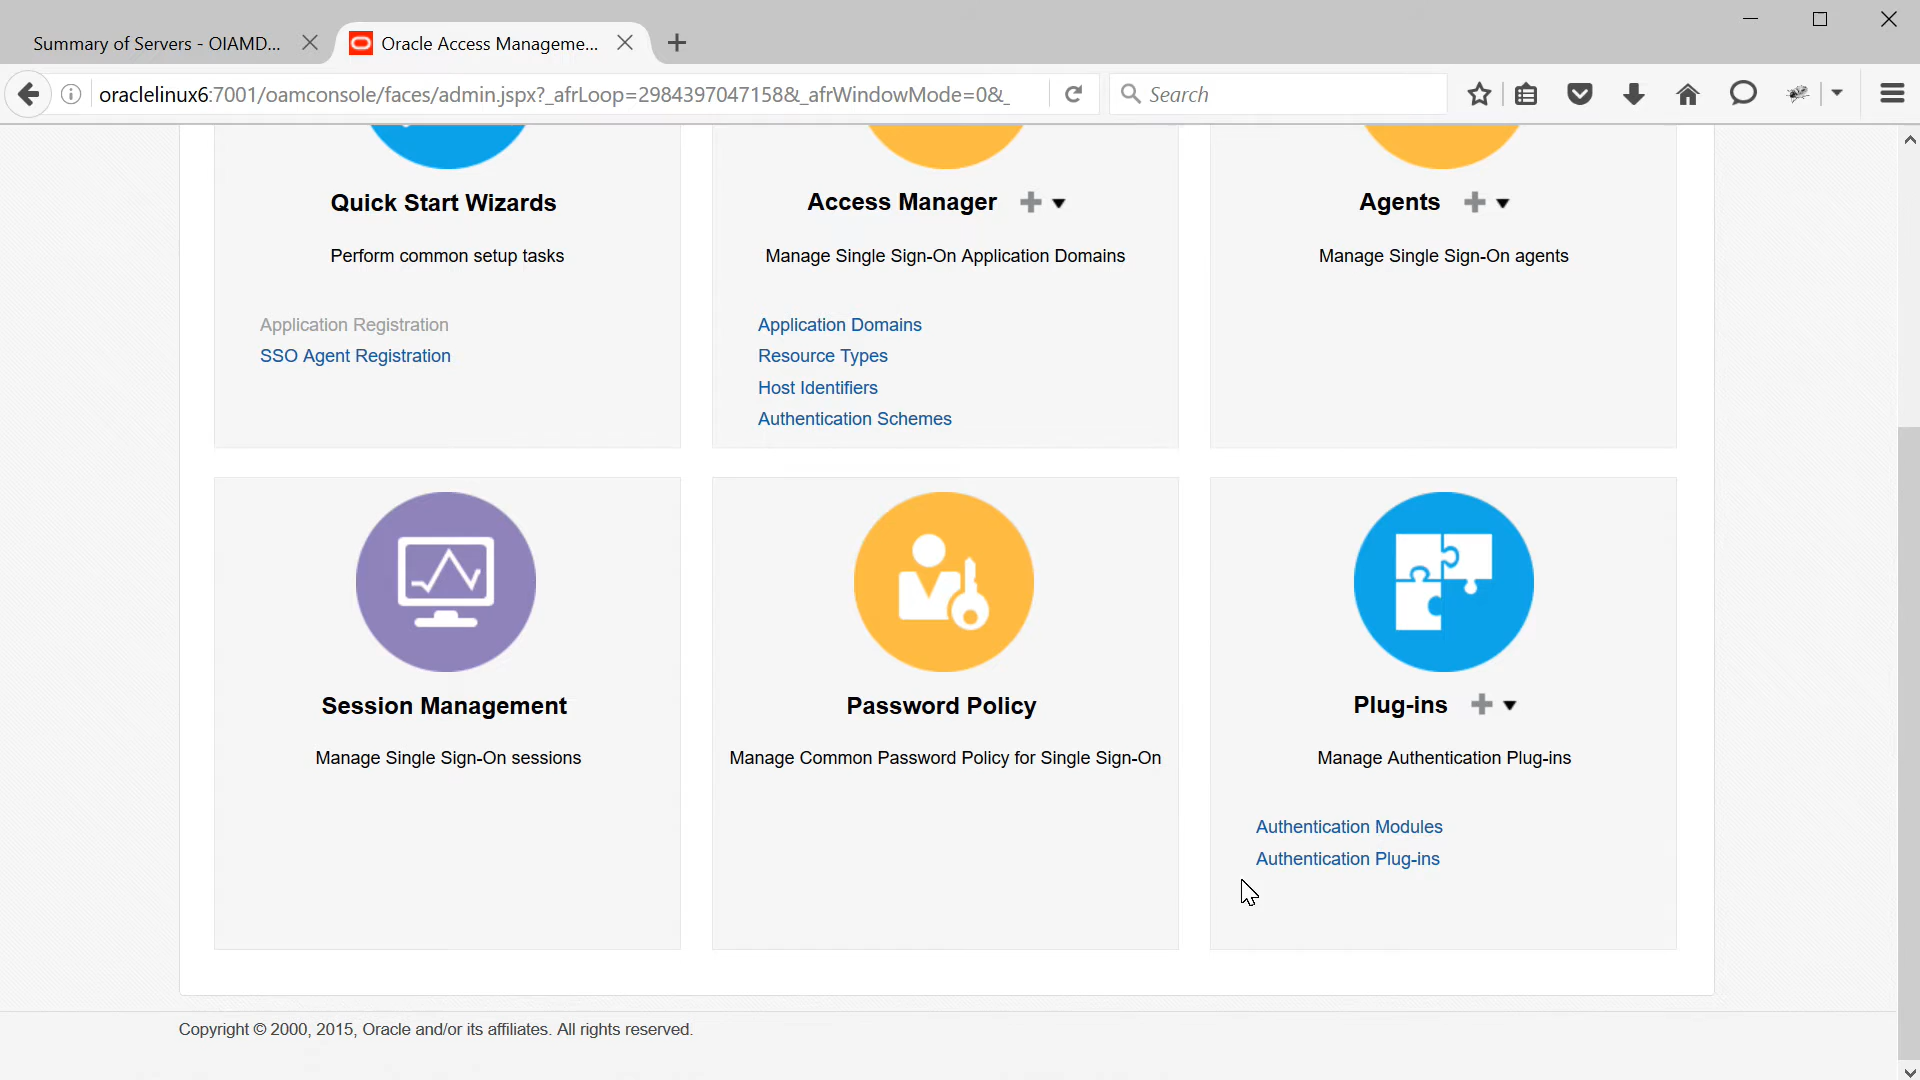 Summary of Servers - OIAMD...
Oracle Access Manageme...
oraclelinux6:7001/oamconsole/faces/admin.jspx?_afrLoop=2984397047158&_afrWindowMode=0&_
Search
Quick Start Wizards
Perform common setup tasks
Application Registration
SSO Agent Registration
Access Manager
Manage Single Sign-On Application Domains
Application Domains
Resource Types
Host Identifiers
Authentication Schemes
Agents
Manage Single Sign-On agents
Session Management
Manage Single Sign-On sessions
Password Policy
Manage Common Password Policy for Single Sign-On
Plug-ins
Manage Authentication Plug-ins
Authentication Modules
Authentication Plug-ins
Copyright © 2000, 2015, Oracle and/or its affiliates. All rights reserved.